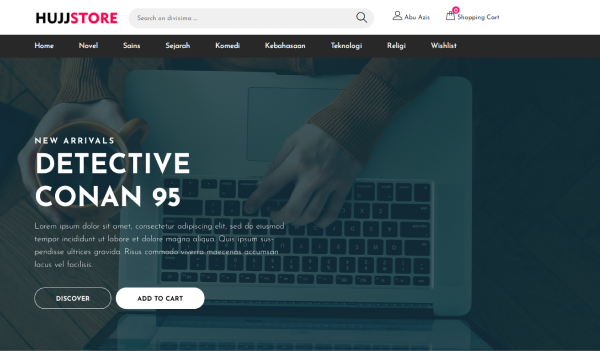 HUJJSTORE
Search on divisima ...
Abu Azis
0
Shopping Cart
Home Novel Sains Sejarah Komedi Kebahasaan Teknologi Religi Wishlist
NEW ARRIVALS
DETECTIVE
CONAN 95
Lorem ipsum dolor sit amet, consectetur adipiscing elit, sed do eiusmod
tempor incididunt ut labore et dolore magna aliqua. Quis ipsum sus-
pendisse ultrices gravida. Risus commodo viverra maecenas accumsan
lacus vel facilisis.
DISCOVER
ADD TO CART